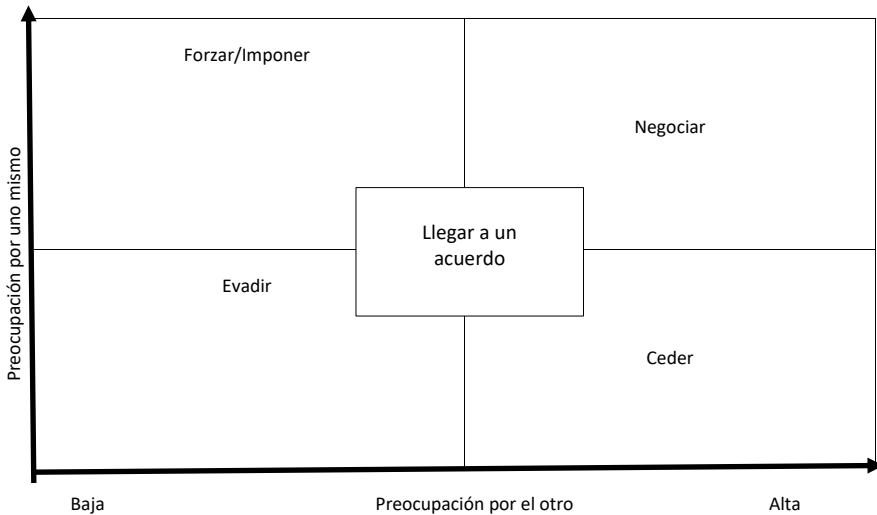 Forzar/Imponer
Negociar
Preocupación por uno mismo
Llegar a un
acuerdo
Evadir
Ceder
Baja
Preocupación por el otro
Alta